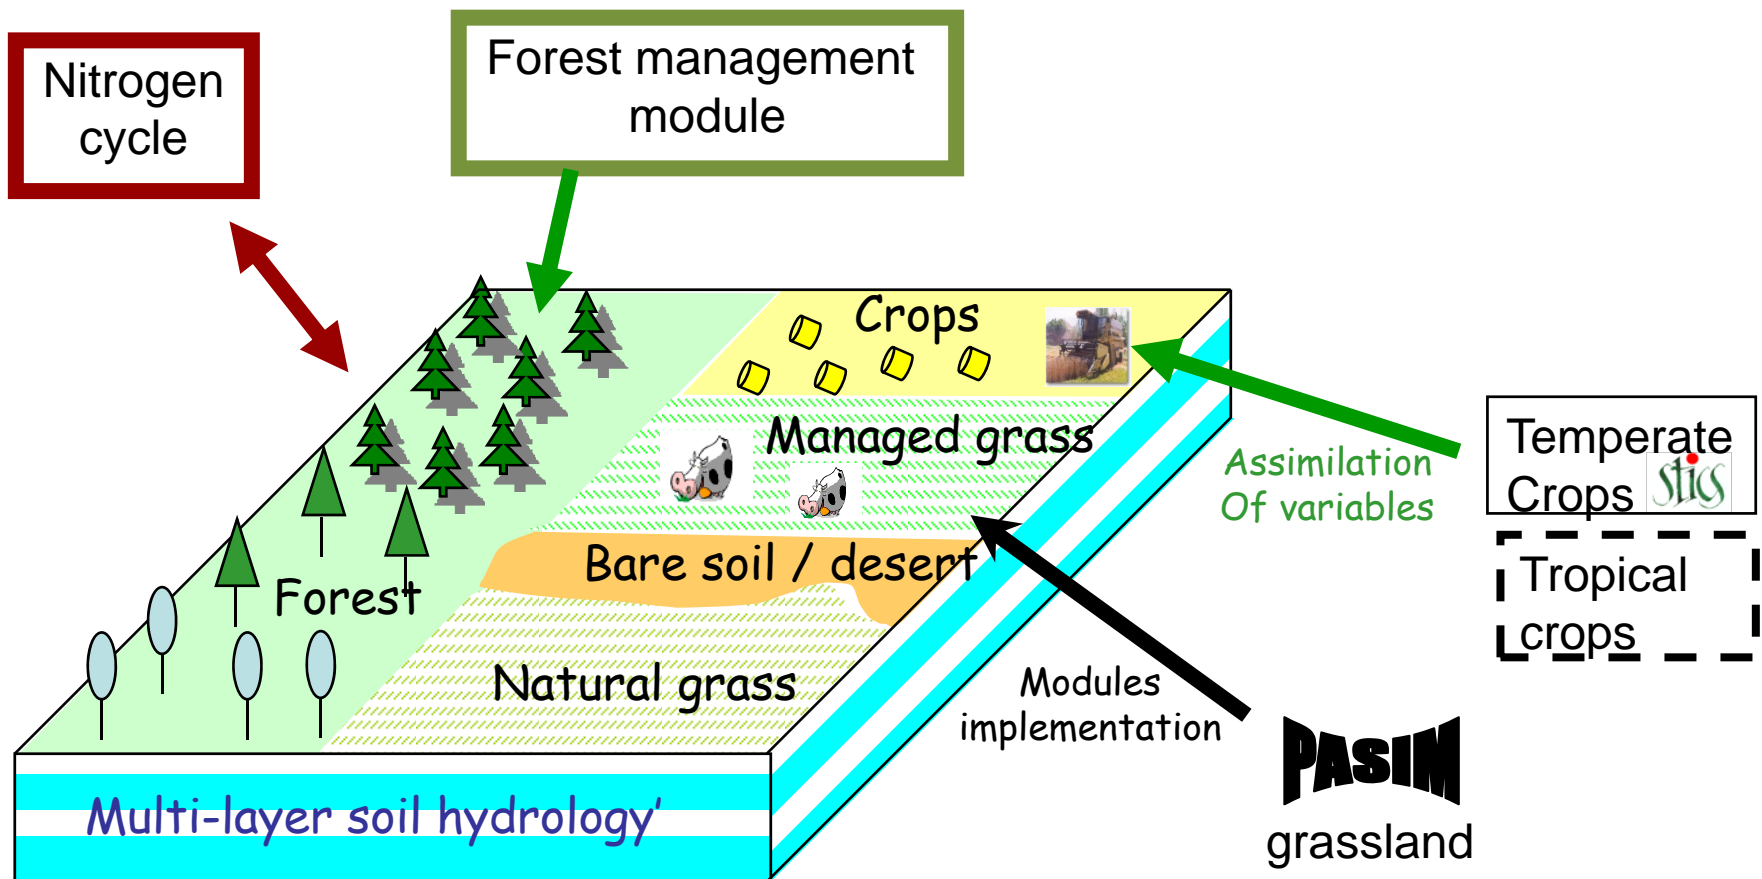 Nitrogen
cycle
Forest management
module
Crops
Managed grass
Bare soil / desert
Forest
Natural grass
Multi-layer soil hydrology'
Assimilation
Of variables
Temperate
Crops stics
Tropical
crops
Modules
implementation
PASIM
grassland